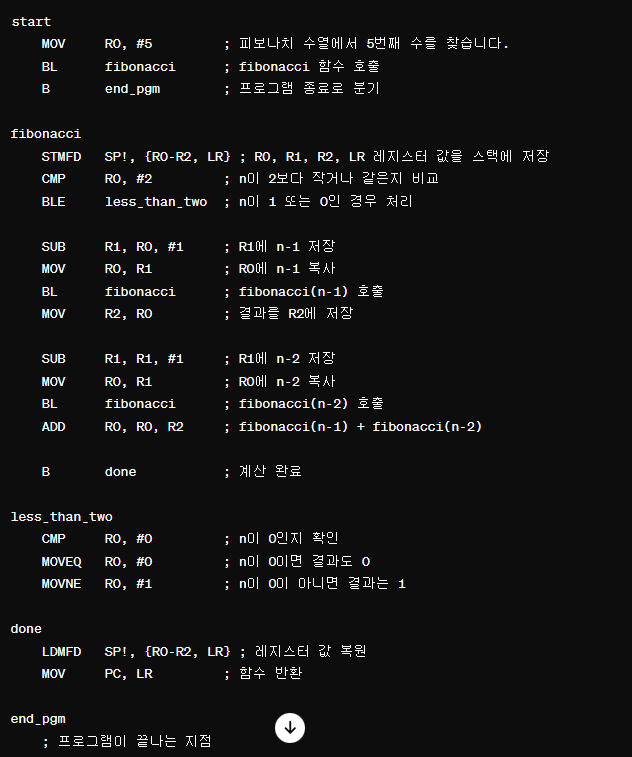 start
MOV R0, #5 ; 피보나치 수열에서 5번째 수를 찾습니다.
BL fibonacci ; fibonacci 함수 호출
B end_pgm ; 프로그램 종료로 분기
fibonacci
STMFD SP!, {R0-R2, LR} ; R0, R1, R2, LR 레지스터 값을 스택에 저장
CMP R0, #2 ; n이 2보다 작거나 같은지 비교
BLE less_than_two ; n이 1 또는 0인 경우 처리
SUB R1, R0, #1 ; R1에 n-1 저장
MOV R0, R1 ; R0에 n-1 복사
BL fibonacci ; fibonacci(n-1) 호출
MOV R2, R0 ; 결과를 R2에 저장
SUB R1, R1, #1 ; R1에 n-2 저장
MOV R0, R1 ; R0에 n-2 복사
BL fibonacci ; fibonacci(n-2) 호출
ADD R0, R0, R2 ; fibonacci(n-1) + fibonacci(n-2)
B done ; 계산 완료
less_than_two
CMP R0, #0 ; n이 0인지 확인
MOVEQ R0, #0 ; n이 0이면 결과도 0
MOVNE R0, #1 ; n이 0이 아니면 결과는 1
done
LDMFD SP!, {R0-R2, LR} ; 레지스터 값 복원
MOV PC, LR ; 함수 반환
end_pgm
; 프로그램이 끝나는 지점